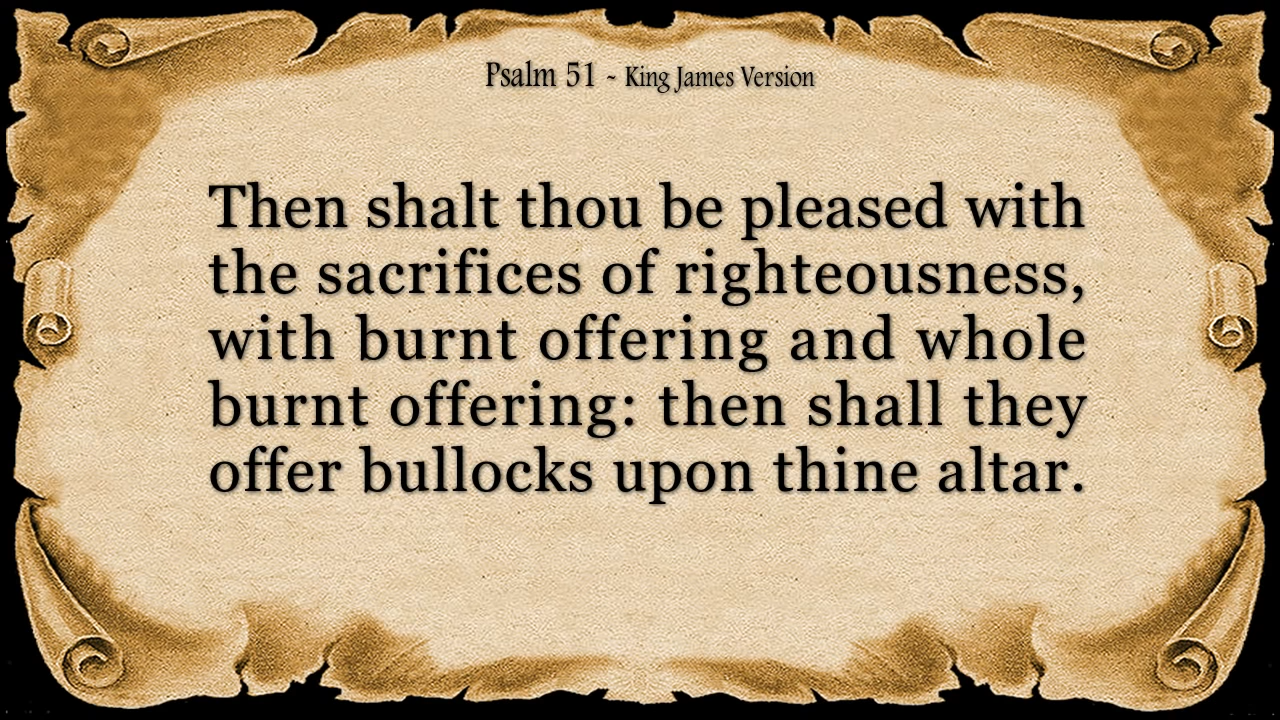 Psalm 51 - King James Version
Then shalt thou be pleased with
the sacrifices of righteousness,
with burnt offering and whole
burnt offering: then shall they
offer bullocks upon thine altar.